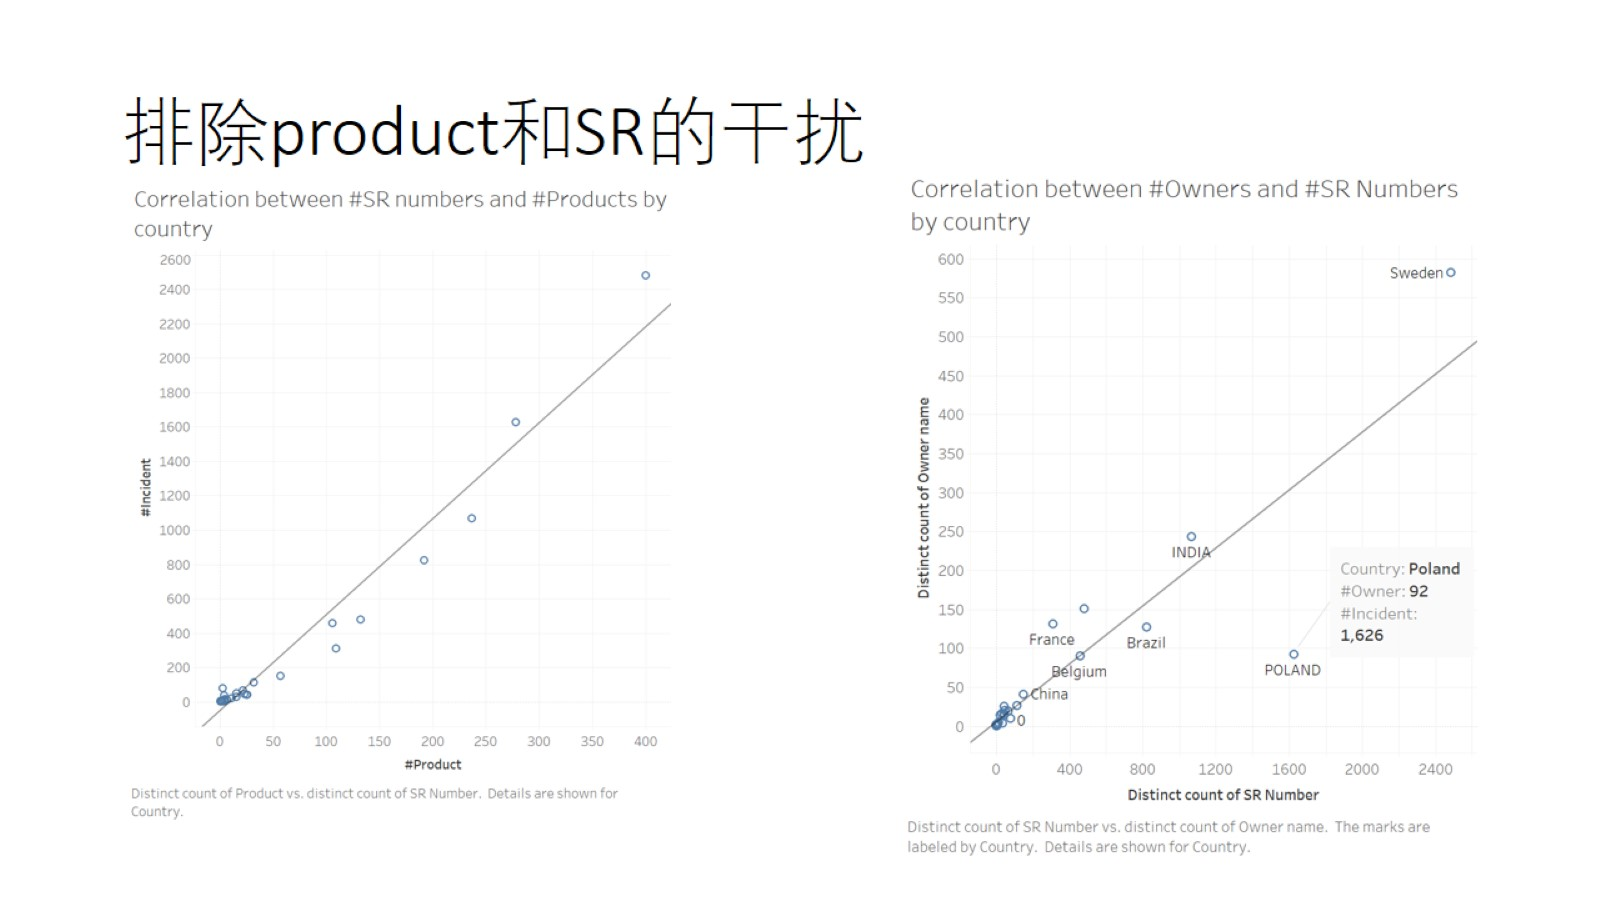 排除product和SR的干扰
Correlation between #SR numbers and #Products by
country
2600
2400
2200
2000
1800
1600
1400
1200
1000
800
600
400
200
0
#Incident
0 50 100 150 200 250 300 350 400
#Product
Distinct count of Product vs. distinct count of SR Number. Details are shown for
Country.
Correlation between #Owners and #SR Numbers
by country
600
550
500
450
400
350
300
250
200
150
100
50
0
Distinct count of Owner name
Sweden
INDIA
Country: Poland
#Owner: 92
#Incident:
1,626
France
Brazil
Belgium
POLAND
China
0
0 400 800 1200 1600 2000 2400
Distinct count of SR Number
Distinct count of SR Number vs. distinct count of Owner name. The marks are
labeled by Country. Details are shown for Country.